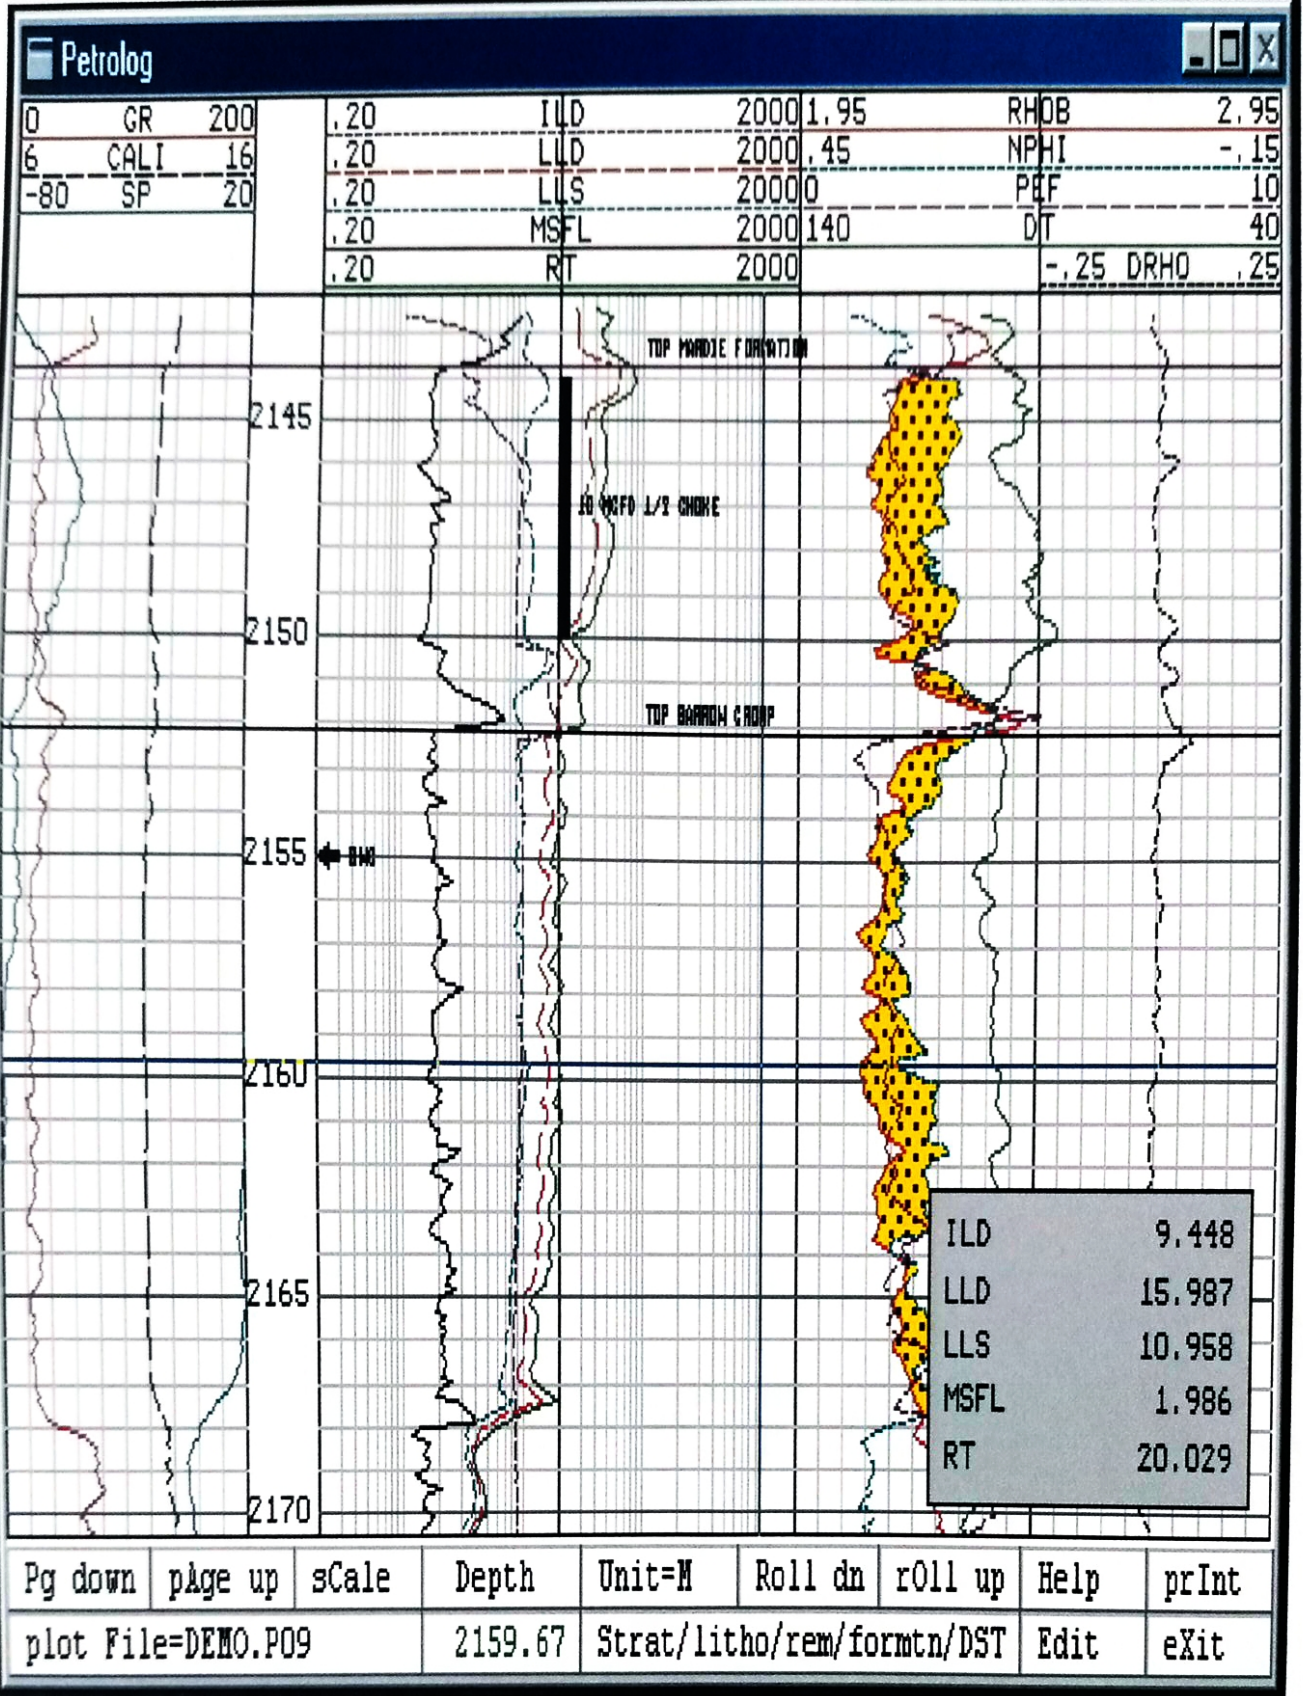 Petrolog
0 GR 200
6 CALI 16
-80 SP 20
.20 ILD 2000
.20 LLD 2000
.20 LLS 2000
.20 MSFL 2000
.20 RT 2000
1.95 RHOB 2.95
.45 NPHI -.15
0 PEF 10
140 DT 40
-.25 DRHO .25
TOP MARDIE FORMATION
2145
1/2 CHOKE
2150
TOP BARROW GROUP
2155
2160
2165
2170
ILD 9.448
LLD 15.987
LLS 10.958
MSFL 1.986
RT 20.029
Pg down pAge up sCale Depth Unit=M Roll dn rOll up Help prInt
plot File=DEMO.P09 2159.67 Strat/litho/rem/formtn/DST Edit eXit